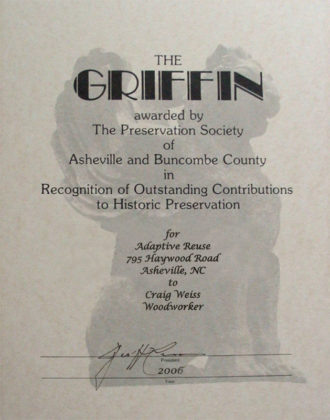 THE
GRIFFIN
awarded by
The Preservation Society
of
Asheville and Buncombe County
in
Recognition of Outstanding Contributions
to Historic Preservation
for
Adaptive Reuse
795 Haywood Road
Asheville, NC
to
Craig Weiss
Woodworker
President
2006
Year